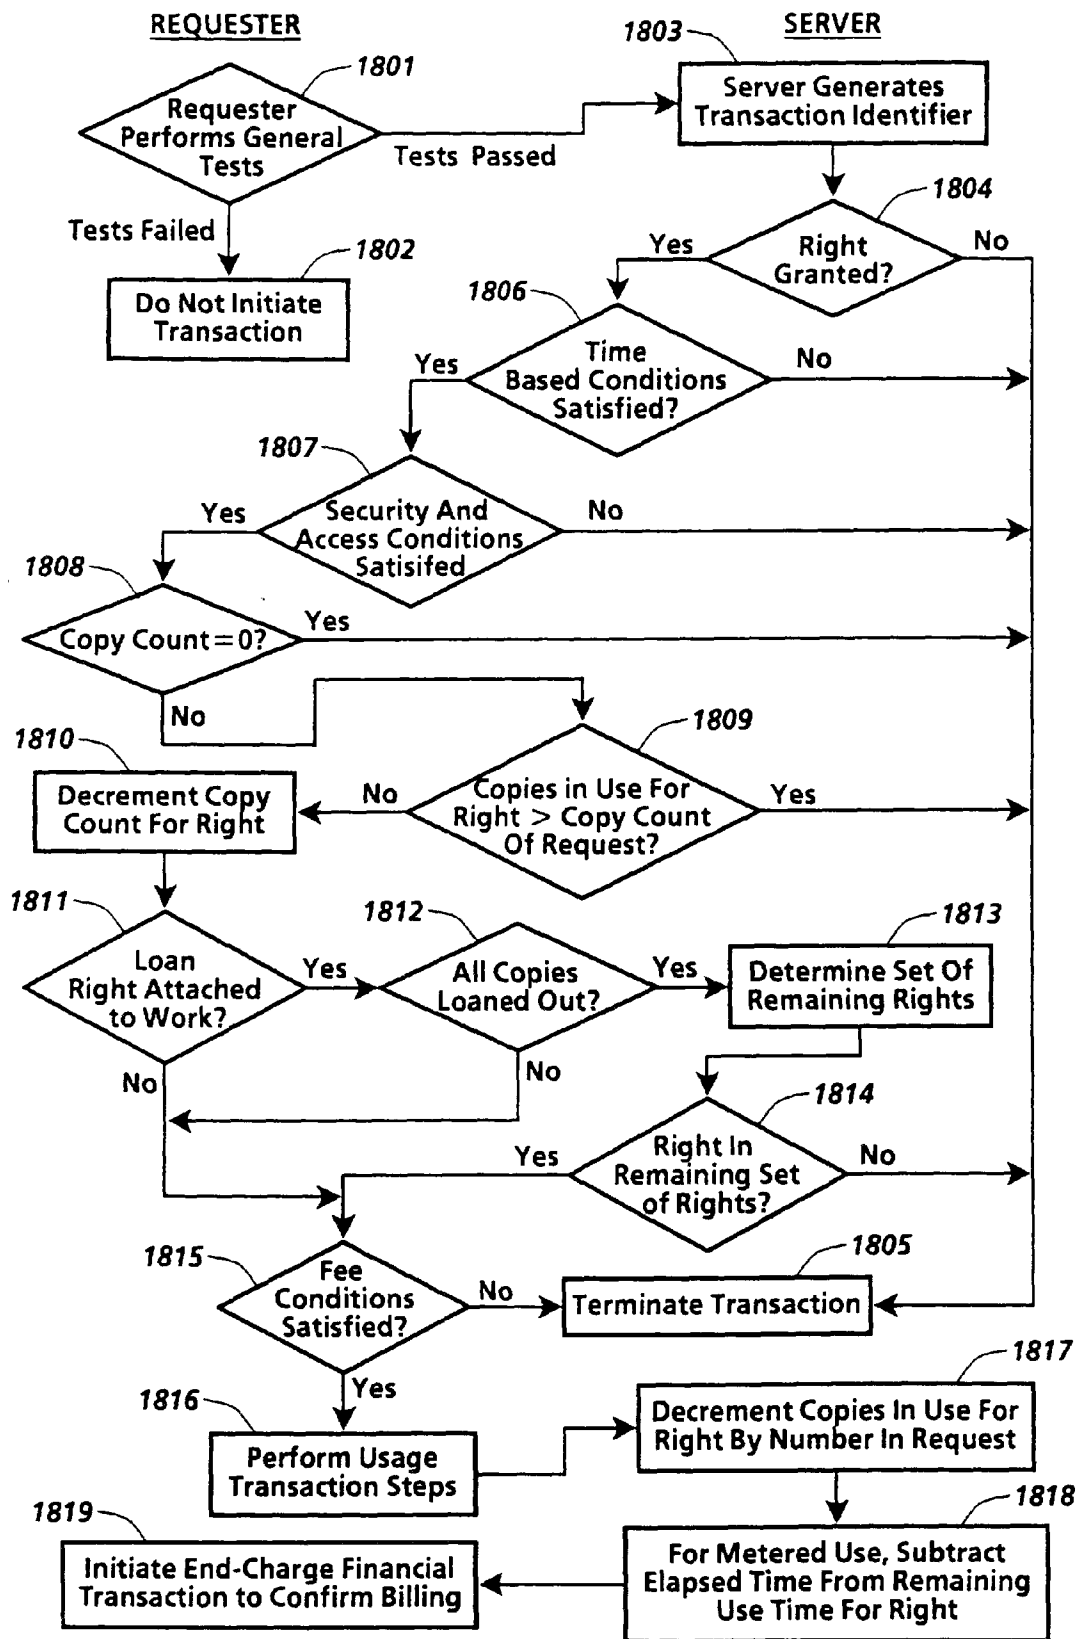 REQUESTER
SERVER
1801
1803
Requester
Performs General
Tests
Tests Passed
Server Generates
Transaction Identifier
Tests Failed
1802
Do Not Initiate
Transaction
1804
Yes
Right
Granted?
No
1806
Yes
Time
Based Conditions
Satisfied?
No
1807
Yes
Security And
Access Conditions
Satisifed
No
1808
Copy Count=0?
Yes
No
1809
Copies in Use For
Right > Copy Count
Of Request?
No
Yes
1810
Decrement Copy
Count For Right
1811
Loan
Right Attached
to Work?
Yes
No
1812
All Copies
Loaned Out?
Yes
No
1813
Determine Set Of
Remaining Rights
1814
Yes
Right In
Remaining Set
of Rights?
No
1815
Fee
Conditions
Satisfied?
No
Yes
1805
Terminate Transaction
1816
Perform Usage
Transaction Steps
1817
Decrement Copies In Use For
Right By Number In Request
1818
For Metered Use, Subtract
Elapsed Time From Remaining
Use Time For Right
1819
Initiate End-Charge Financial
Transaction to Confirm Billing